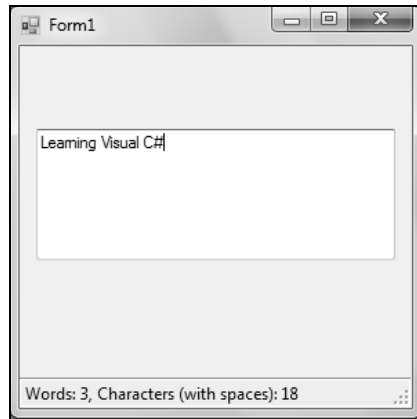 Form1
Learning Visual C#
Words: 3, Characters (with spaces): 18